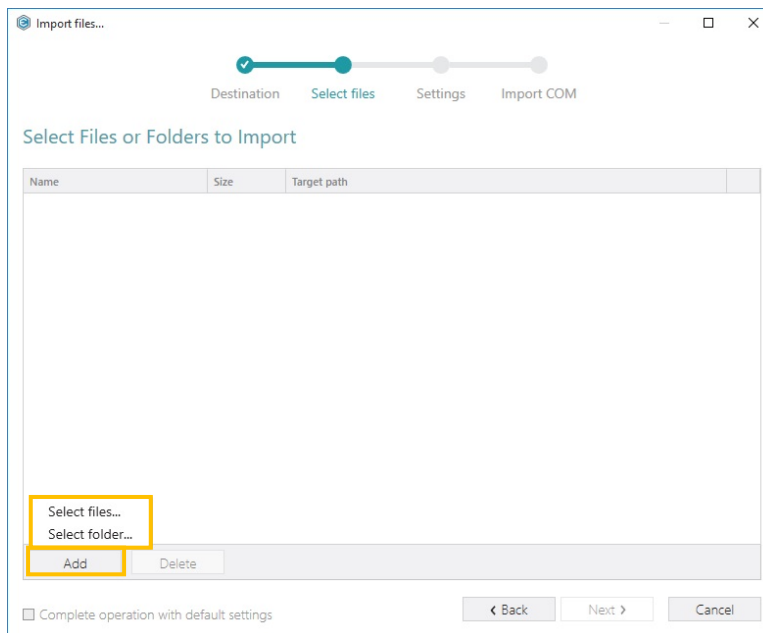 Import files...
Destination Select files Settings Import COM
Select Files or Folders to Import
Name Size Target path
Select files...
Select folder...
Add Delete
Complete operation with default settings
Back Next Cancel